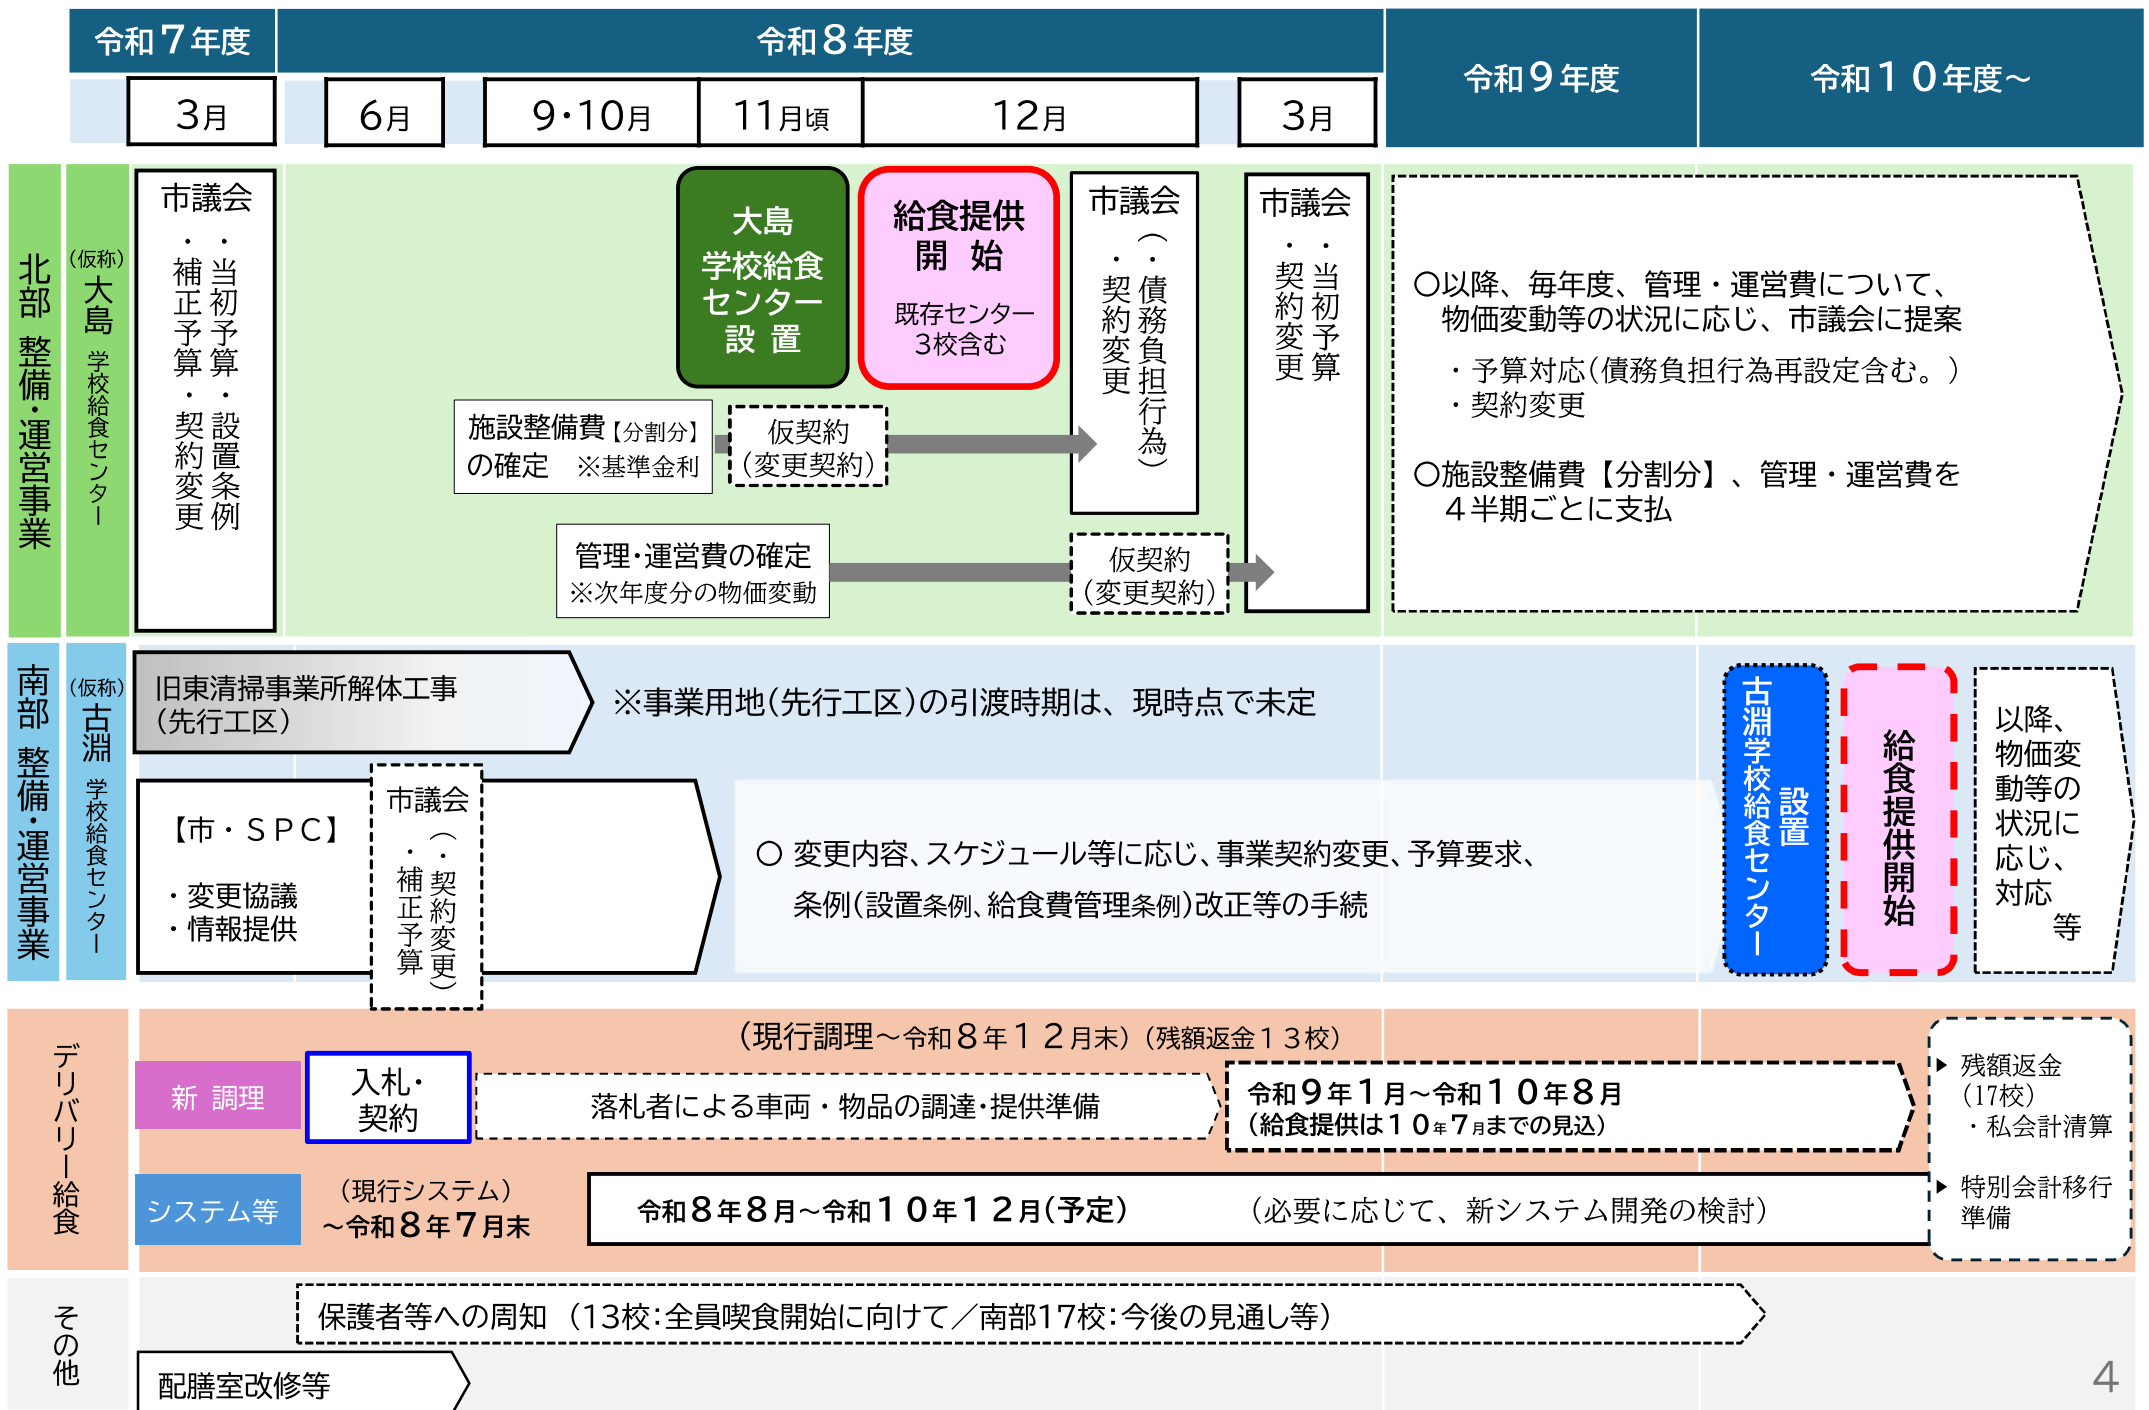 令和７年度
令和８年度
令和９年度
令和１０年度～
3月
6月
9・10月
11月頃
12月
3月
北部 整備・運営事業
（仮称）大島 学校給食センター
市議会
・当初予算・設置条例
・補正予算・契約変更
大島
学校給食
センター
設 置
給食提供
開 始
既存センター
3校含む
市議会
（・債務負担行為）
・契約変更
市議会
・当初予算
・契約変更
施設整備費【分割分】
の確定　※基準金利
仮契約
（変更契約）
管理・運営費の確定
※次年度分の物価変動
仮契約
（変更契約）
〇以降、毎年度、管理・運営費について、
物価変動等の状況に応じ、市議会に提案
・予算対応（債務負担行為再設定含む。）
・契約変更
〇施設整備費【分割分】、管理・運営費を
４半期ごとに支払
南部 整備・運営事業
（仮称）古淵 学校給食センター
旧東清掃事業所解体工事
（先行工区）
※事業用地（先行工区）の引渡時期は、現時点で未定
【市・ＳＰＣ】
・変更協議
・情報提供
市議会
（・契約変更）
・補正予算
〇 変更内容、スケジュール等に応じ、事業契約変更、予算要求、
条例（設置条例、給食費管理条例）改正等の手続
古淵学校給食センター
設置
給食提供開始
以降、
物価変
動等の
状況に
応じ、
対応
等
デリバリー給食
（現行調理～令和８年１２月末）（残額返金１３校）
新 調理
入札・
契約
落札者による車両・物品の調達・提供準備
令和９年１月～令和１０年８月
（給食提供は１０年７月までの見込）
システム等
（現行システム）
～令和８年７月末
令和８年８月～令和１０年１２月（予定）　（必要に応じて、新システム開発の検討）
▶ 残額返金
（17校）
・私会計清算
▶ 特別会計移行
準備
その他
保護者等への周知（13校：全員喫食開始に向けて／南部17校：今後の見通し等）
配膳室改修等
4